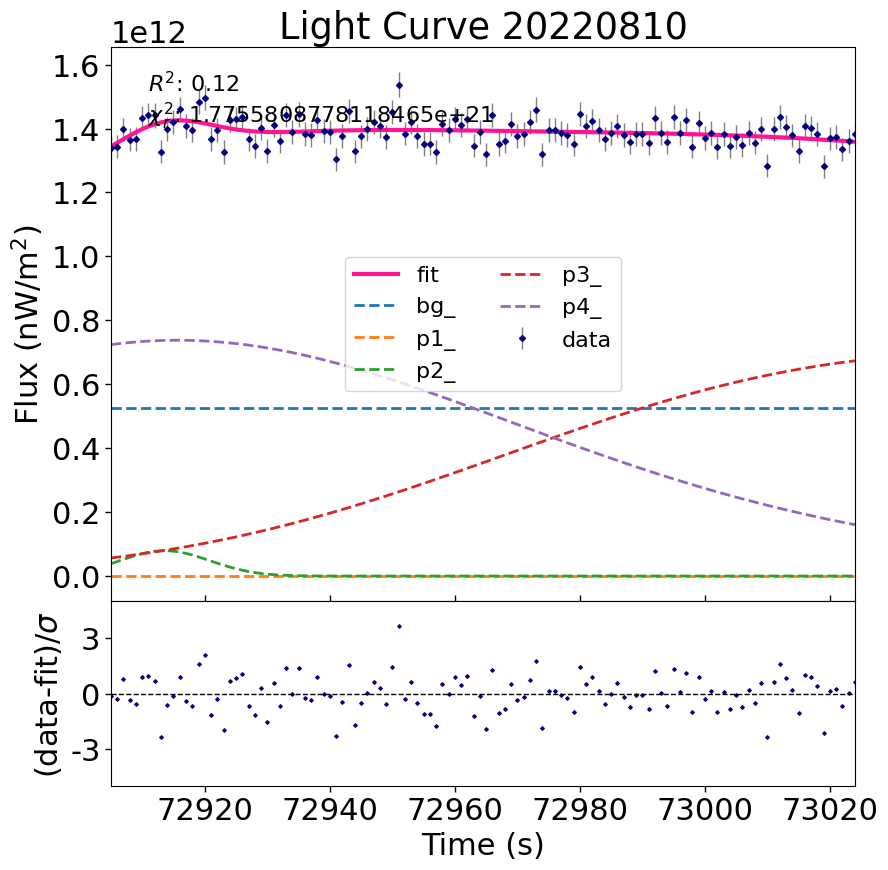 Light Curve 20220810
1e12
R²: 0.12
χ²: 1.7755808778118465e+21
1.6
1.4
1.2
1.0
0.8
0.6
0.4
0.2
0.0
Flux (nW/m²)
fit
bg_
p1_
p2_
p3_
p4_
data
3
0
-3
(data-fit)/σ
72920
72940
72960
72980
73000
73020
Time (s)